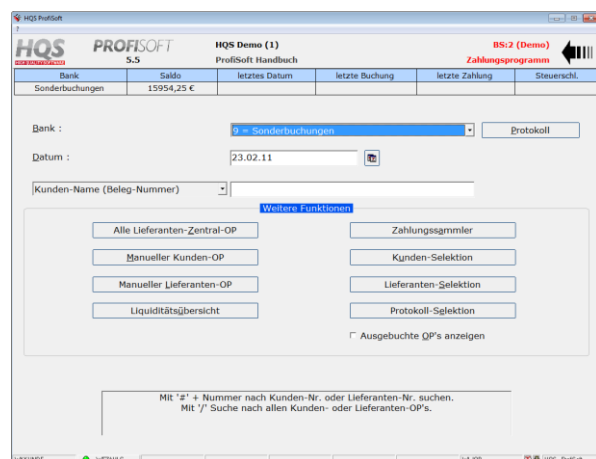 HQS ProfiSoft
?
HQS PROFISOFT HQS Demo (1) BS:2 (Demo)
HIGH QUALITY SOFTWARE 5.5 ProfiSoft Handbuch Zahlungsprogramm
Bank Saldo letztes Datum letzte Buchung letzte Zahlung Steuerschl.
Sonderbuchungen 15954,25 €
Bank : 9 = Sonderbuchungen Protokoll
Datum : 23.02.11
Kunden-Name (Beleg-Nummer)
Weitere Funktionen
Alle Lieferanten-Zentral-OP Zahlungssammler
Manueller Kunden-OP Kunden-Selektion
Manueller Lieferanten-OP Lieferanten-Selektion
Liquiditätsübersicht Protokoll-Selektion
Ausgebuchte OP's anzeigen
Mit '#' + Nummer nach Kunden-Nr. oder Lieferanten-Nr. suchen.
Mit '/' Suche nach allen Kunden- oder Lieferanten-OP's.